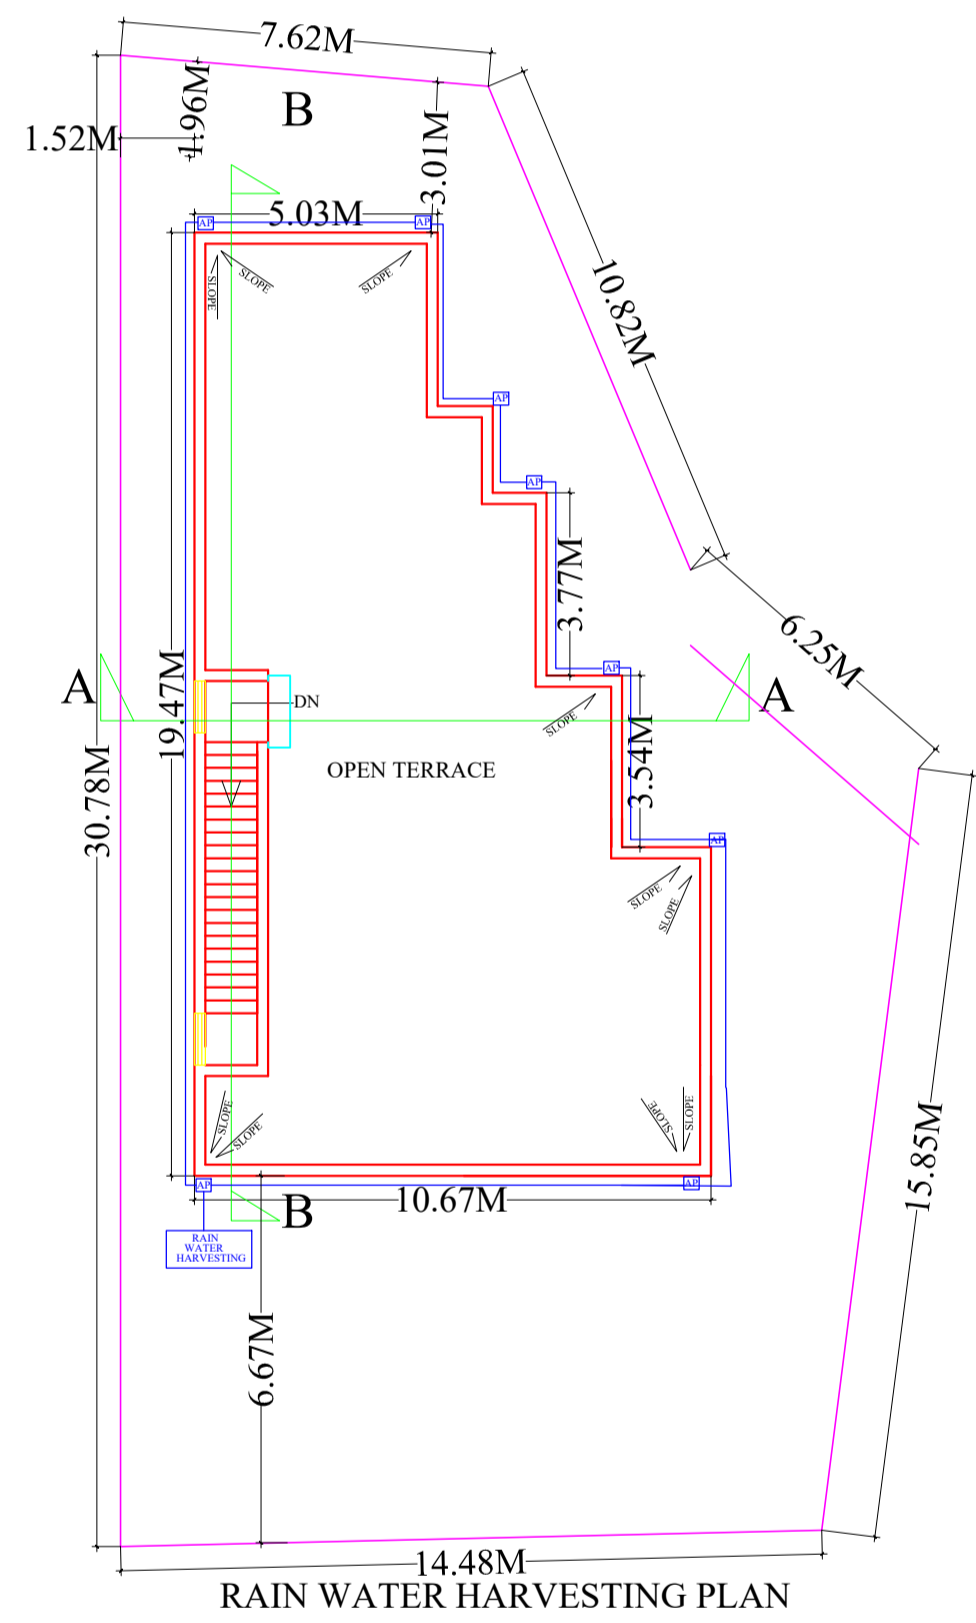 7.62M
1.96M
B
1.52M
3.01M
5.03M
AP
AP
SLOPE
SLOPE
SLOPE
10.82M
AP
AP
3.77M
6.25M
AP
A
A
DN
SLOPE
19.47M
3.54M
OPEN TERRACE
30.78M
AP
SLOPE
SLOPE
SLOPE
SLOPE
SLOPE
SLOPE
15.85M
AP
AP
10.67M
B
RAIN
WATER
HARVESTING
6.67M
14.48M
RAIN WATER HARVESTING PLAN